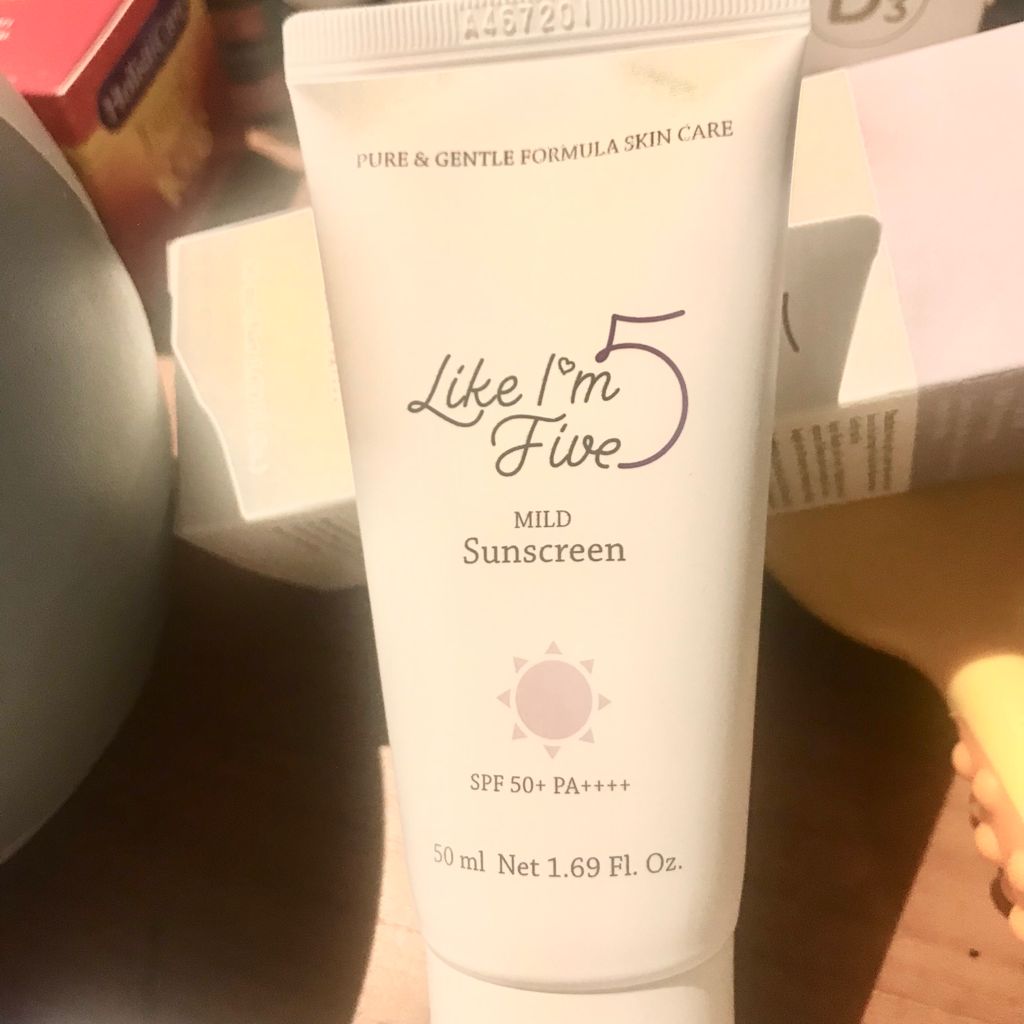 A467201
PURE & GENTLE FORMULA SKIN CARE
Like I'm 5
Five
MILD
Sunscreen
SPF 50+ PA++++
50 ml Net 1.69 Fl. Oz.
D3